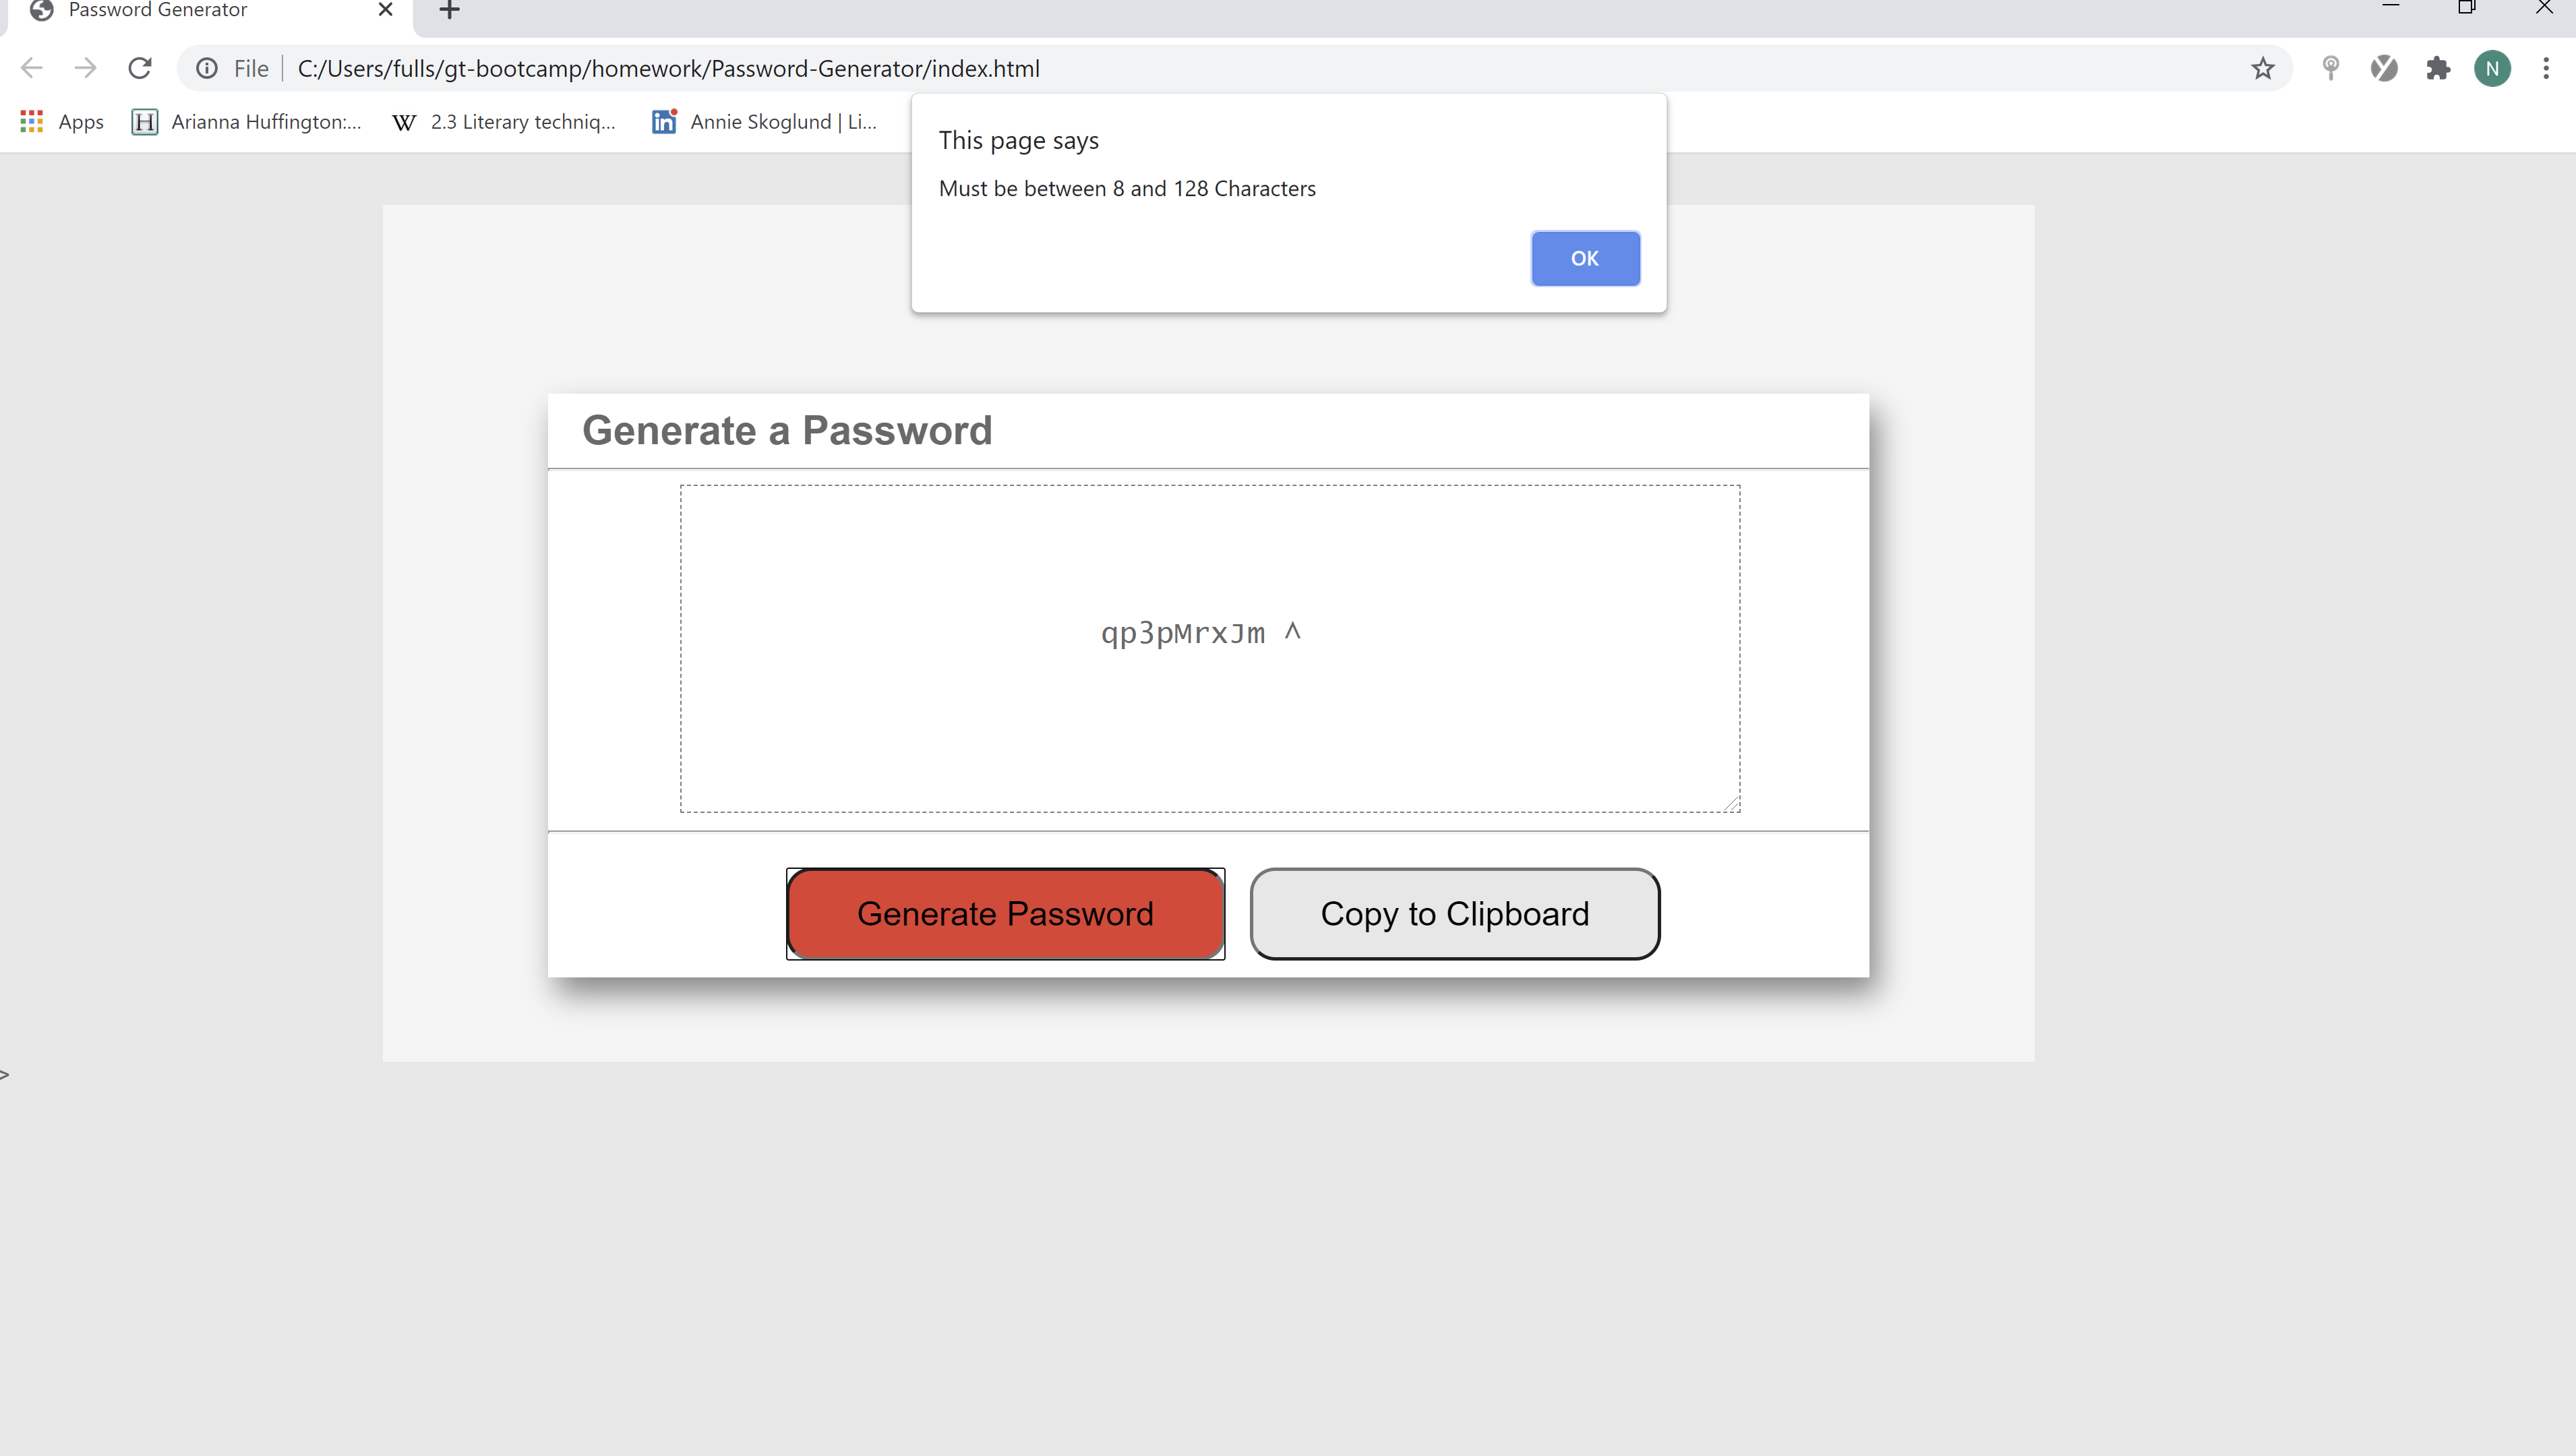 Password Generator
File C:/Users/fulls/gt-bootcamp/homework/Password-Generator/index.html
N
Apps
H Arianna Huffington:...
W 2.3 Literary techniq...
in Annie Skoglund | Li...
This page says
Must be between 8 and 128 Characters
OK
Generate a Password
qp3pMrxJm ^
Generate Password
Copy to Clipboard
>